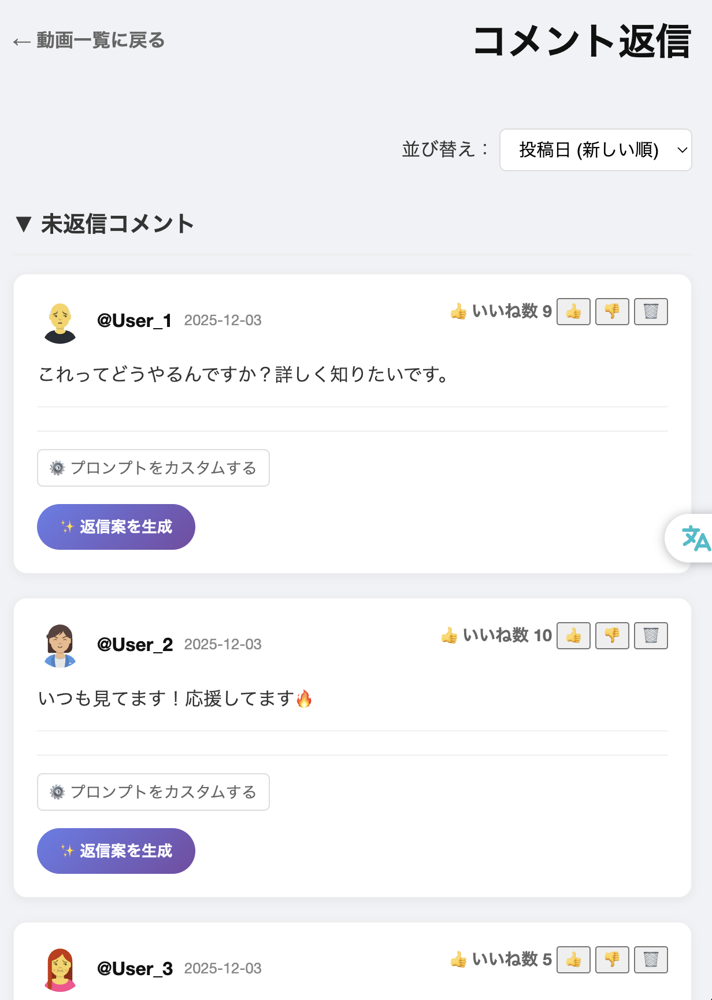 ← 動画一覧に戻る
コメント返信
並び替え：
投稿日 (新しい順)
▼ 未返信コメント
@User_1 2025-12-03 👍 いいね数 9 👍 👎 🗑️
これってどうやるんですか？詳しく知りたいです。
⚙️ プロンプトをカスタムする
✨ 返信案を生成
@User_2 2025-12-03 👍 いいね数 10 👍 👎 🗑️
いつも見てます！応援してます🔥
⚙️ プロンプトをカスタムする
✨ 返信案を生成
@User_3 2025-12-03 👍 いいね数 5 👍 👎 🗑️